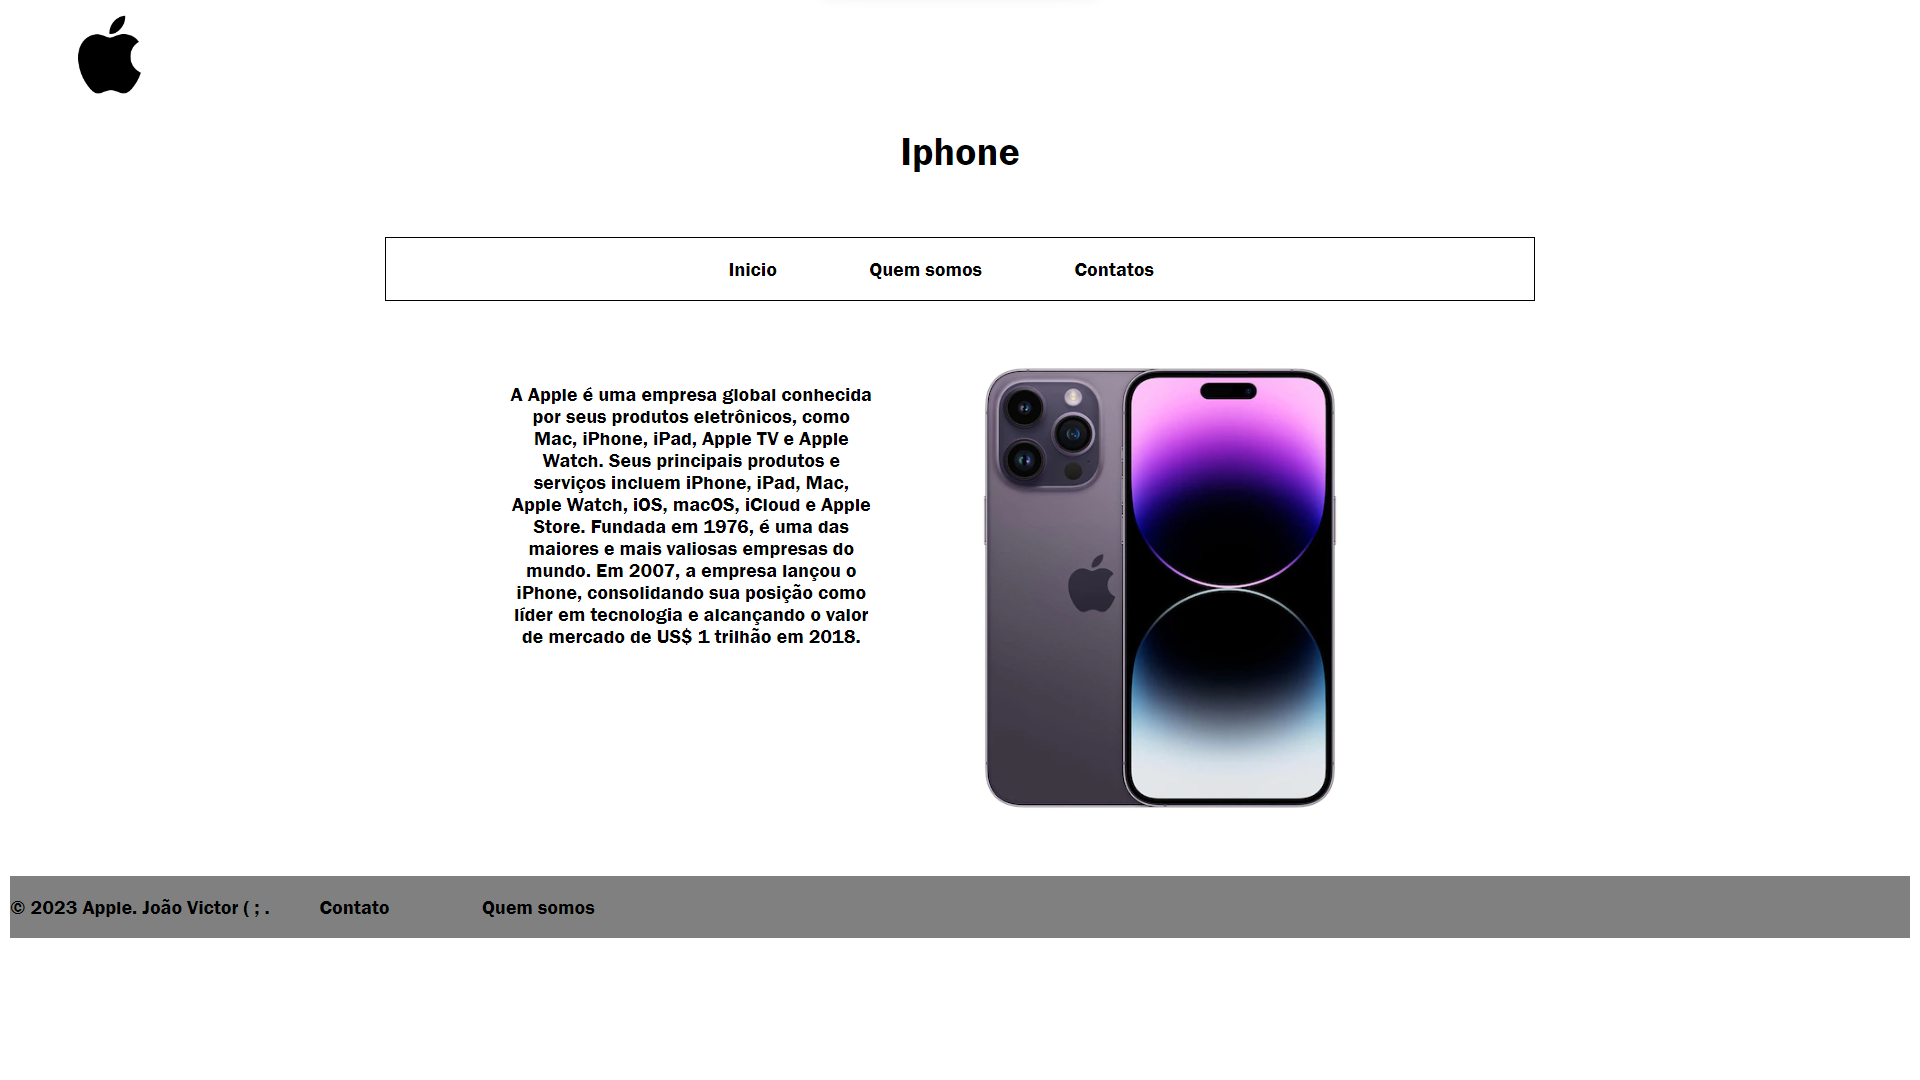 Iphone
Inicio Quem somos Contatos
A Apple é uma empresa global conhecida
por seus produtos eletrônicos, como
Mac, iPhone, iPad, Apple TV e Apple
Watch. Seus principais produtos e
serviços incluem iPhone, iPad, Mac,
Apple Watch, iOS, macOS, iCloud e Apple
Store. Fundada em 1976, é uma das
maiores e mais valiosas empresas do
mundo. Em 2007, a empresa lançou o
iPhone, consolidando sua posição como
líder em tecnologia e alcançando o valor
de mercado de US$ 1 trilhão em 2018.
© 2023 Apple. João Victor ( ; . Contato Quem somos